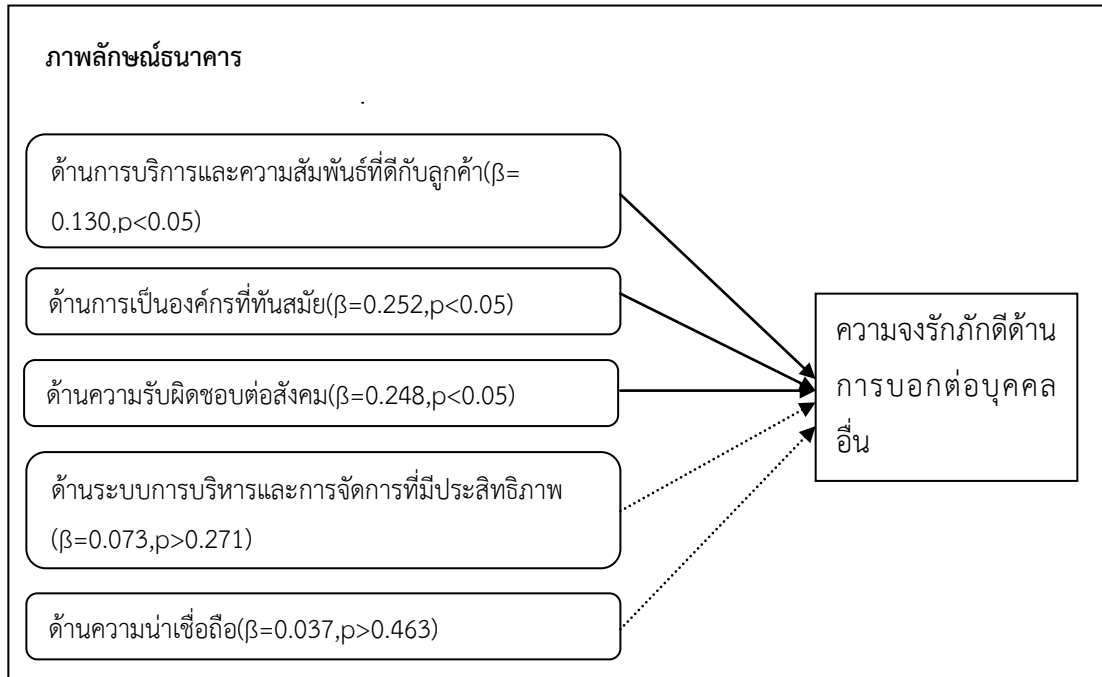 ภาพลักษณ์ธนาคาร
ด้านการบริการและความสัมพันธ์ที่ดีกับลูกค้า(β=
0.130,p<0.05)
ด้านการเป็นองค์กรที่ทันสมัย(β=0.252,p<0.05)
ด้านความรับผิดชอบต่อสังคม(β=0.248,p<0.05)
ด้านระบบการบริหารและการจัดการที่มีประสิทธิภาพ
(β=0.073,p>0.271)
ด้านความน่าเชื่อถือ(β=0.037,p>0.463)
ความจงรักภักดีด้าน
การบอกต่อบุคคล
อื่น